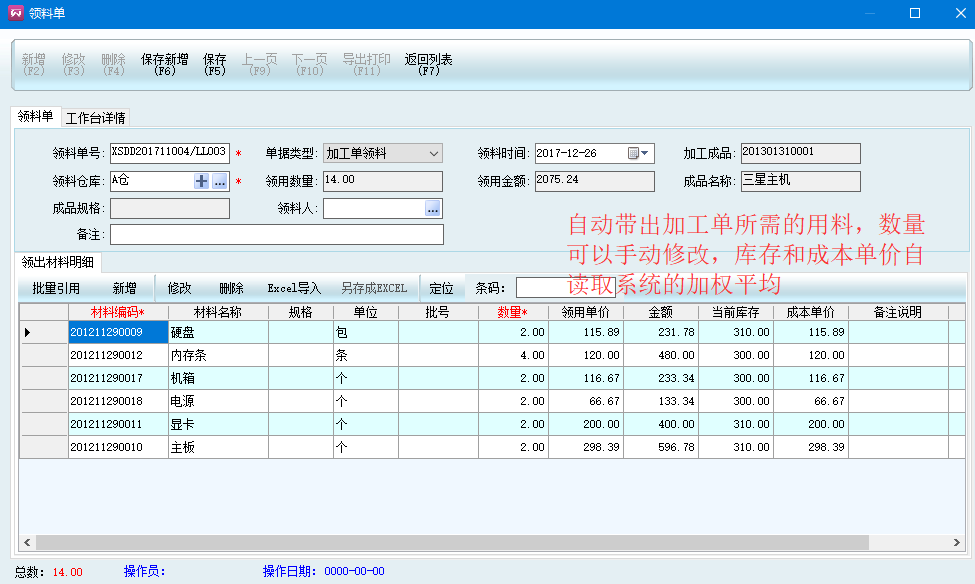 领料单
新增 修改 删除 保存新增 保存 上一页 下一页 导出打印 返回列表
(F2) (F3) (F4) (F6) (F5) (F9) (F10) (F11) (F7)
领料单 工作台详情
领料单号: XSDD201711004/LL003 * 单据类型: 加工单领料 领料时间: 2017-12-26 加工成品: 201301310001
领料仓库: A仓 * 领用数量: 14.00 领用金额: 2075.24 成品名称: 三星主机
成品规格: 领料人:
备注:
自动带出加工单所需的用料，数量
可以手动修改，库存和成本单价自
读取系统的加权平均
领出材料明细
批量引用 新增 修改 删除 Excel导入 另存成EXCEL 定位 条码:
材料编码* 材料名称 规格 单位 批号 数量* 领用单价 金额 当前库存 成本单价 备注说明
201211290009 硬盘 包 2.00 115.89 231.78 310.00 115.89
201211290012 内存条 条 4.00 120.00 480.00 300.00 120.00
201211290017 机箱 个 2.00 116.67 233.34 300.00 116.67
201211290018 电源 个 2.00 66.67 133.34 300.00 66.67
201211290011 显卡 个 2.00 200.00 400.00 310.00 200.00
201211290010 主板 个 2.00 298.39 596.78 310.00 298.39
总数: 14.00 操作员: 操作日期: 0000-00-00